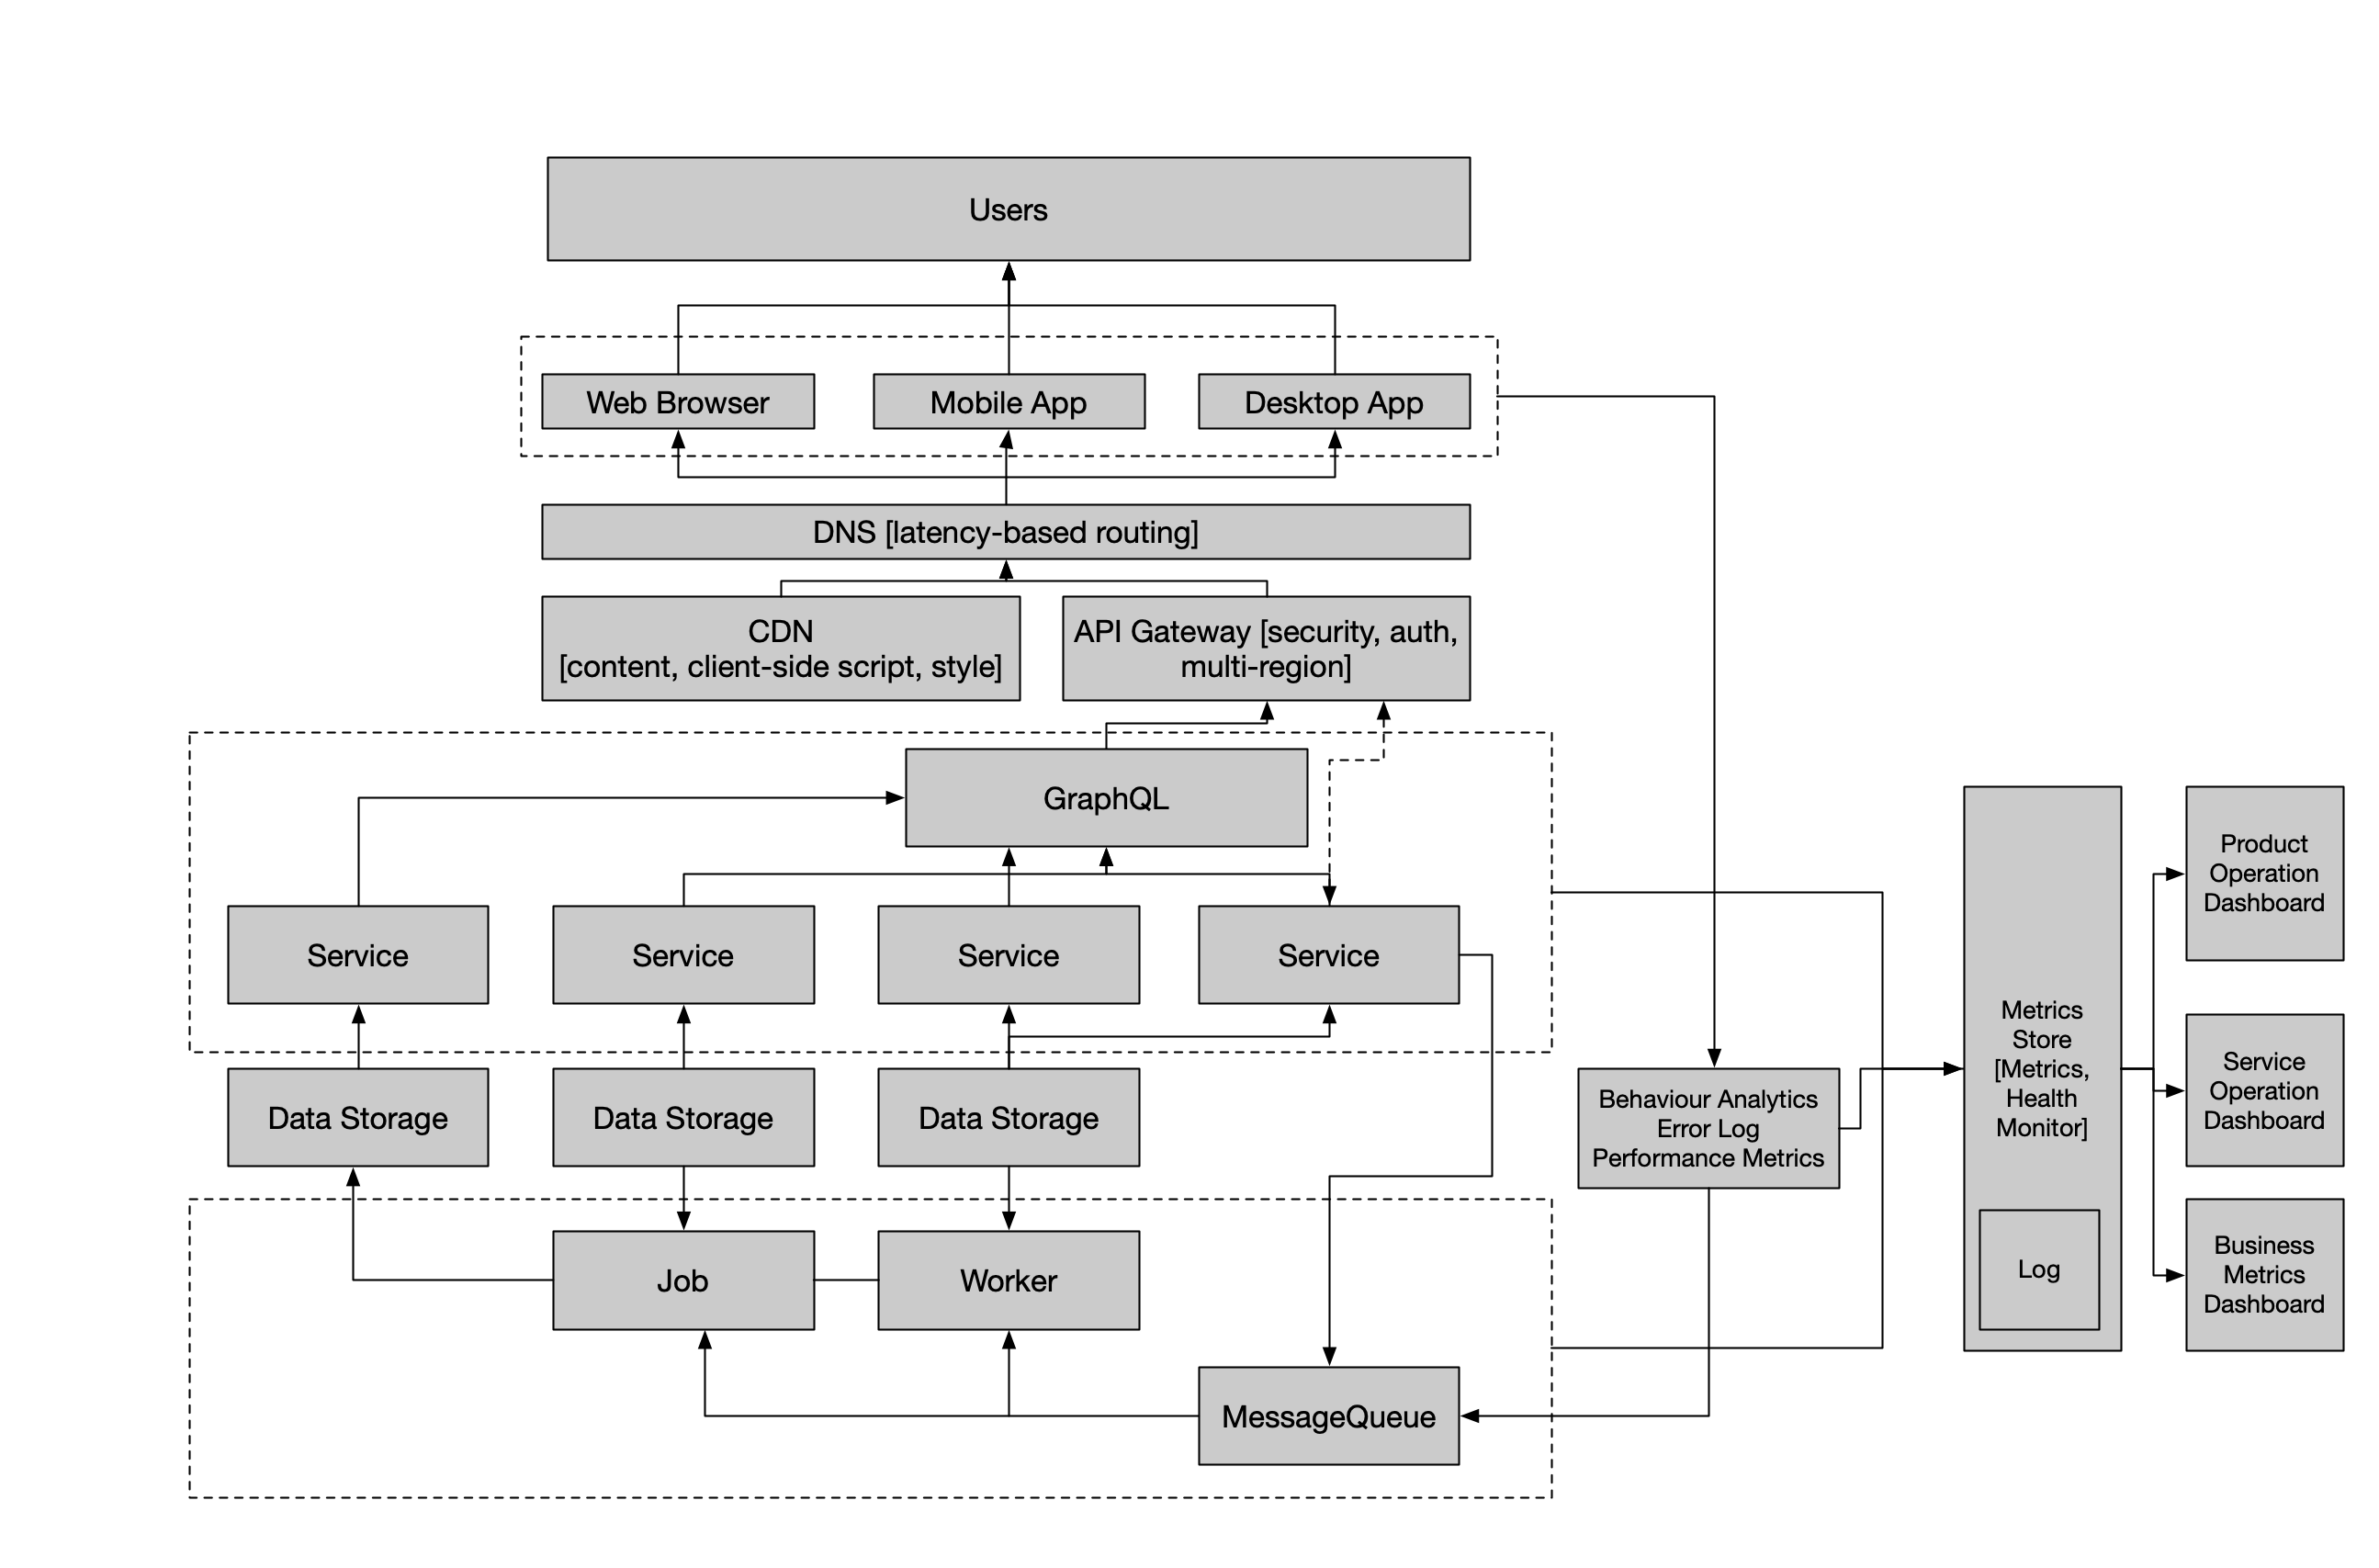 Users
Web Browser
Mobile App
Desktop App
DNS [latency-based routing]
CDN
[content, client-side script, style]
API Gateway [security, auth,
multi-region]
GraphQL
Service
Service
Service
Service
Data Storage
Data Storage
Data Storage
Job
Worker
MessageQueue
Behaviour Analytics
Error Log
Performance Metrics
Metrics
Store
[Metrics,
Health
Monitor]
Log
Product
Operation
Dashboard
Service
Operation
Dashboard
Business
Metrics
Dashboard